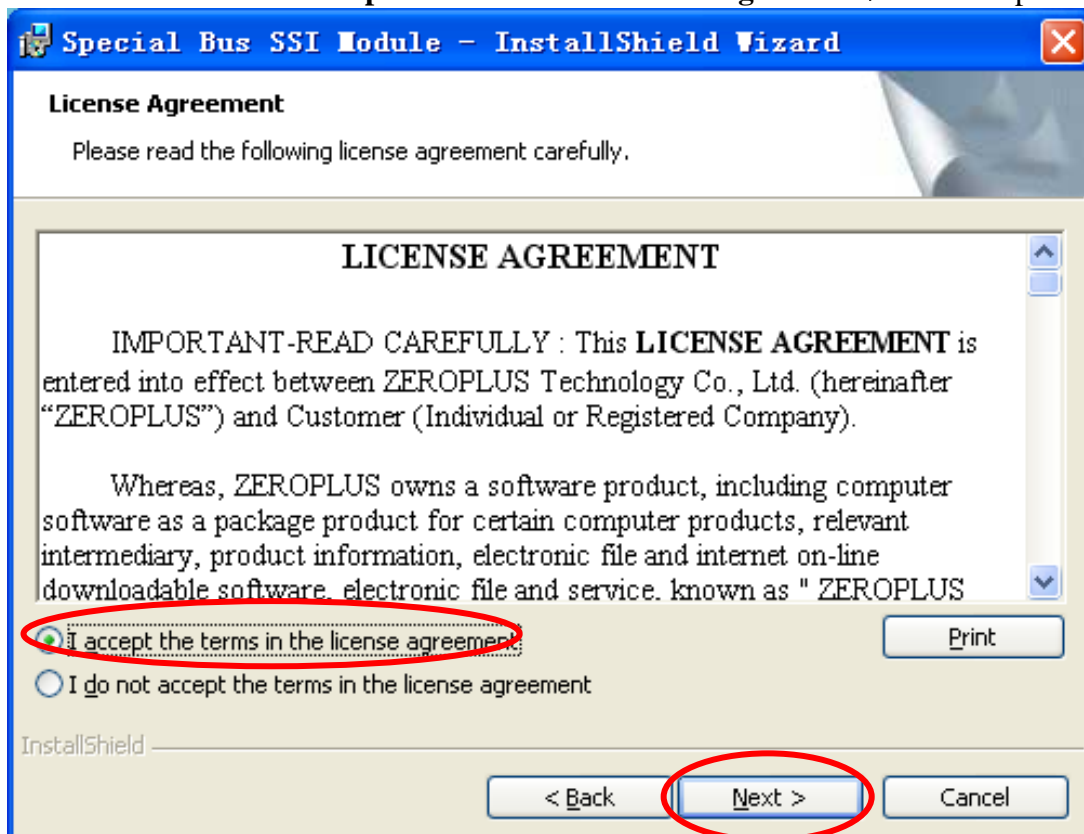 Special Bus SSI Module - InstallShield Wizard
License Agreement
Please read the following license agreement carefully.
LICENSE AGREEMENT
IMPORTANT-READ CAREFULLY : This LICENSE AGREEMENT is
entered into effect between ZEROPLUS Technology Co., Ltd. (hereinafter
“ZEROPLUS”) and Customer (Individual or Registered Company).
Whereas, ZEROPLUS owns a software product, including computer
software as a package product for certain computer products, relevant
intermediary, product information, electronic file and internet on-line
downloadable software, electronic file and service, known as " ZEROPLUS
I accept the terms in the license agreement
Print
I do not accept the terms in the license agreement
InstallShield
< Back Next > Cancel